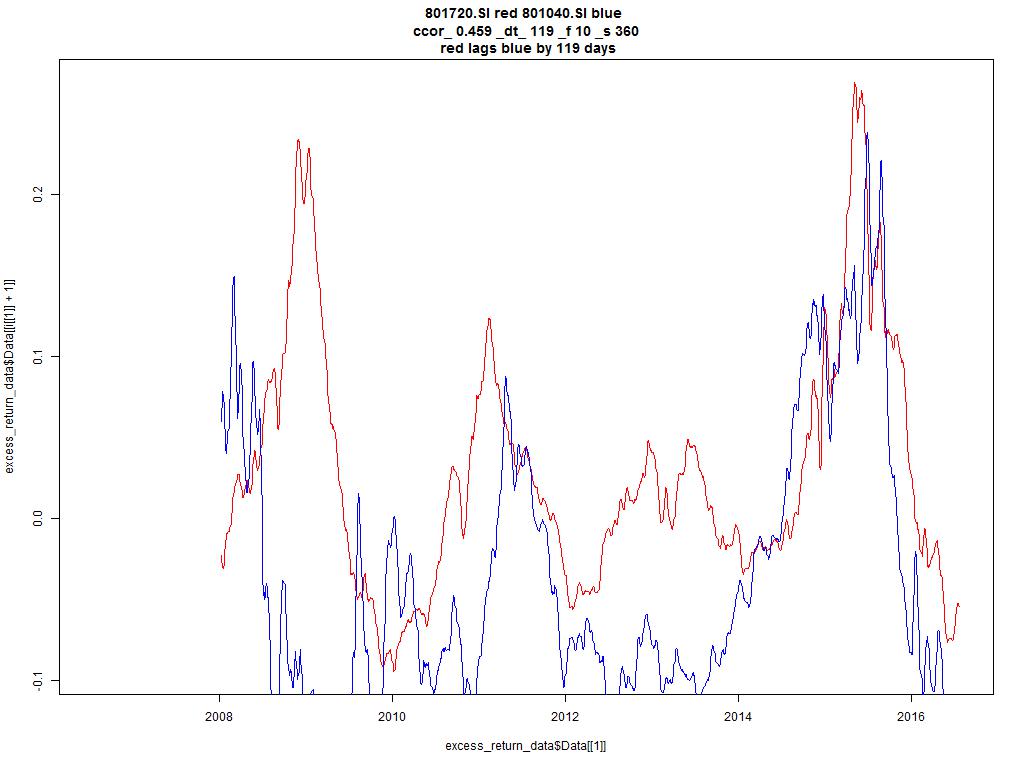 801720.SI red 801040.SI blue
ccor_ 0.459 _dt_ 119 _f 10 _s 360
red lags blue by 119 days
excess_return_data$Data[[i[[1]] + 1]]
0.2
0.1
0.0
-0.1
2008 2010 2012 2014 2016
excess_return_data$Data[[1]]